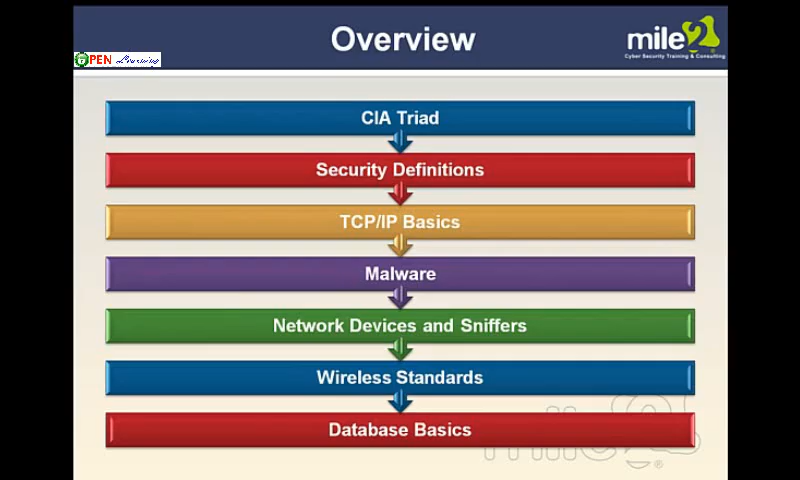 Overview
mile2
Cyber Security Training & Consulting
OPEN Learning
CIA Triad
Security Definitions
TCP/IP Basics
Malware
Network Devices and Sniffers
Wireless Standards
Database Basics
mile2